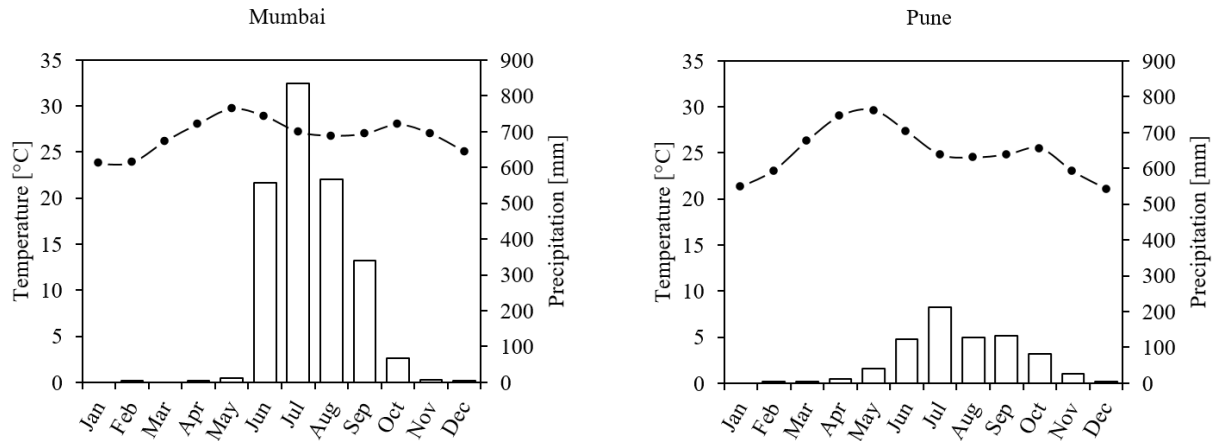 Mumbai
Temperature [°C]
35
30
25
20
15
10
5
0
900
800
700
600
500
400
300
200
100
0
Precipitation [mm]
Jan
Feb
Mar
Apr
May
Jun
Jul
Aug
Sep
Oct
Nov
Dec
Pune
Temperature [°C]
35
30
25
20
15
10
5
0
900
800
700
600
500
400
300
200
100
0
Precipitation [mm]
Jan
Feb
Mar
Apr
May
Jun
Jul
Aug
Sep
Oct
Nov
Dec